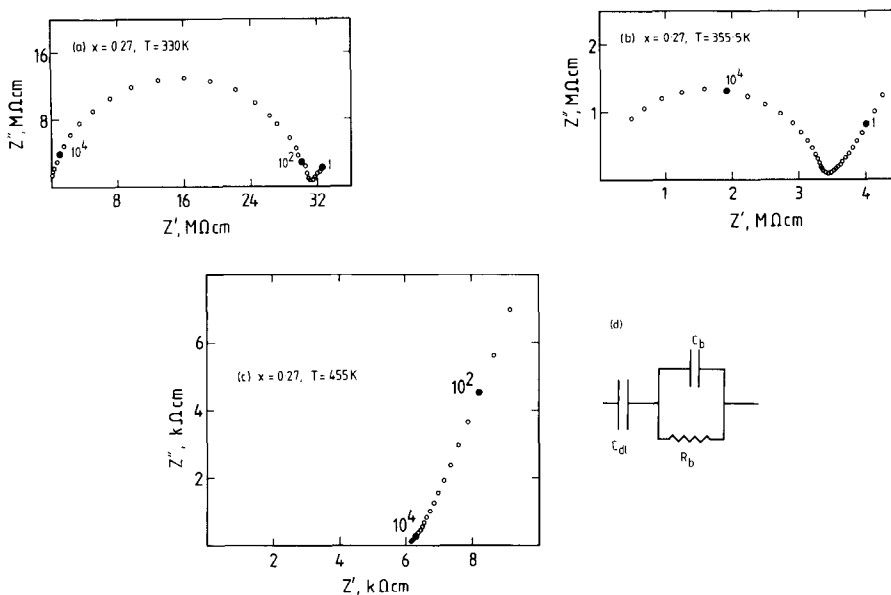 (a) x = 0·27, T = 330K
Z", MΩcm
16
8
10⁴
10²
1
8
16
24
32
Z', MΩcm
(b) x = 0·27, T = 355·5K
Z", MΩcm
2
1
10⁴
1
1
2
3
4
Z', MΩcm
(c) x = 0·27, T = 455K
Z", kΩcm
6
4
2
10²
10⁴
2
4
6
8
Z', kΩcm
(d)
C_b
C_dl
R_b